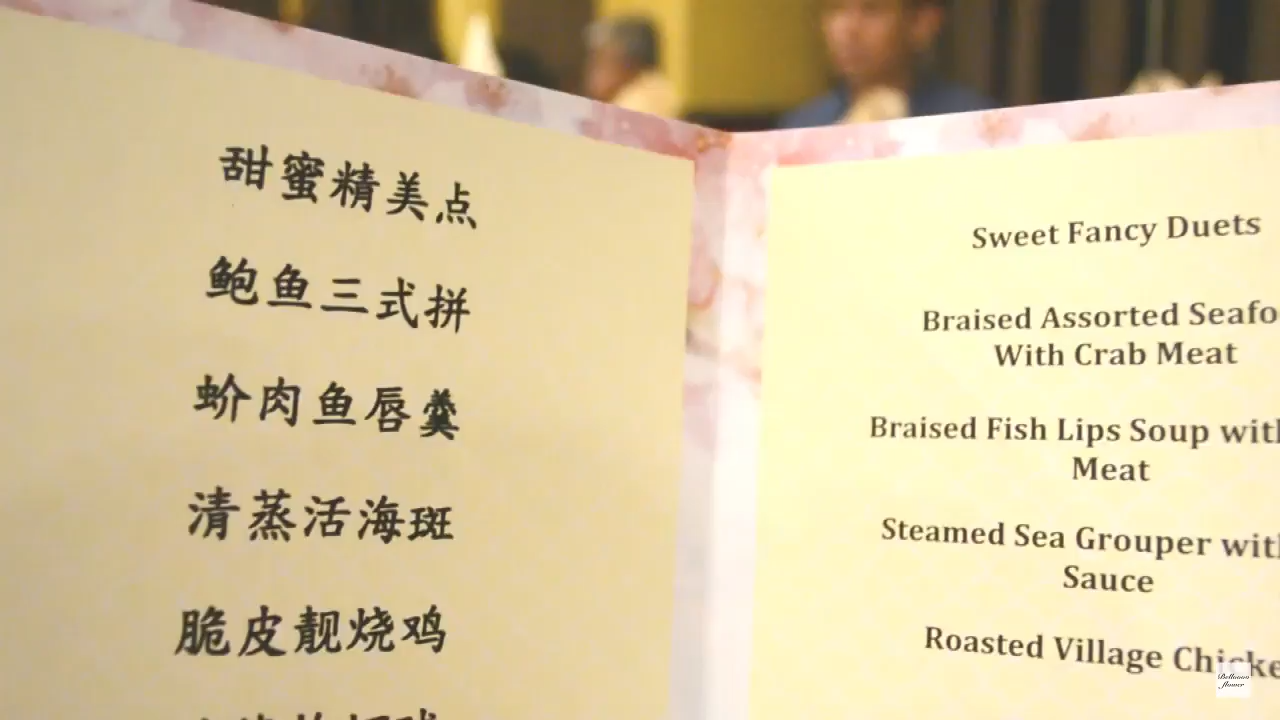 甜蜜精美点
鲍鱼三式拼
蚧肉鱼唇羹
清蒸活海斑
脆皮靓烧鸡
Sweet Fancy Duets
Braised Assorted Seafo
With Crab Meat
Braised Fish Lips Soup wit
Meat
Steamed Sea Grouper wit
Sauce
Roasted Village Chicke